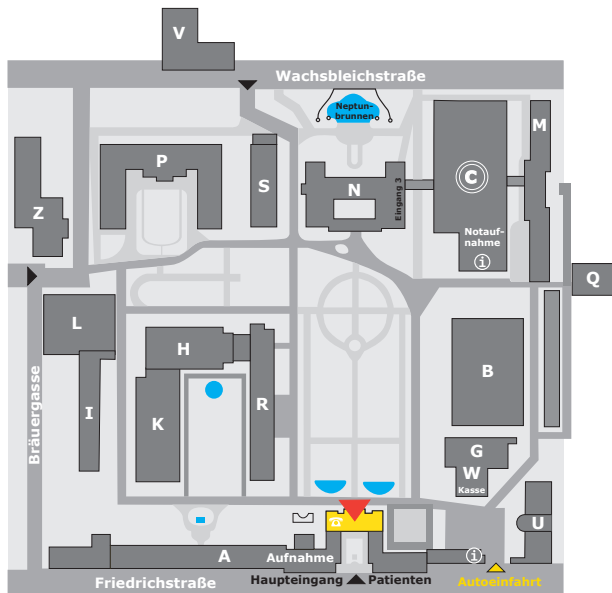 V
Wachsbleichstraße
Neptun-
brunnen
M
P
S
N
Eingang 3
C
Z
Notauf-
nahme
i
Q
L
H
B
I
K
R
G
W
Kasse
Bräuergasse
U
A
Aufnahme
i
Friedrichstraße
Haupteingang
Patienten
Autoeinfahrt